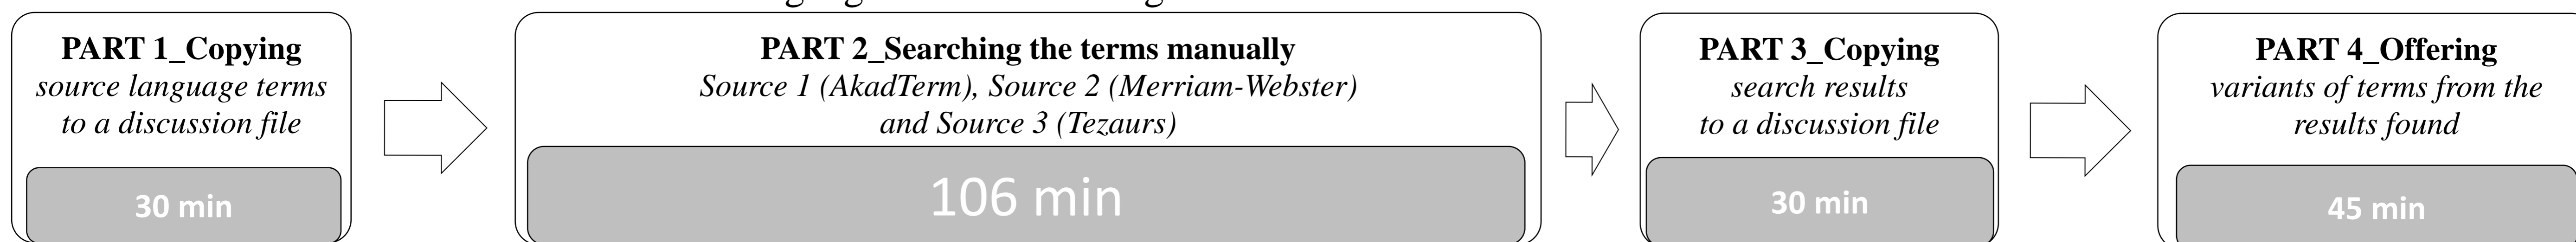 PART 1_Copying
source language terms
to a discussion file
30 min
PART 2_Searching the terms manually
Source 1 (AkadTerm), Source 2 (Merriam-Webster)
and Source 3 (Tezaurs)
106 min
PART 3_Copying
search results
to a discussion file
30 min
PART 4_Offering
variants of terms from the
results found
45 min